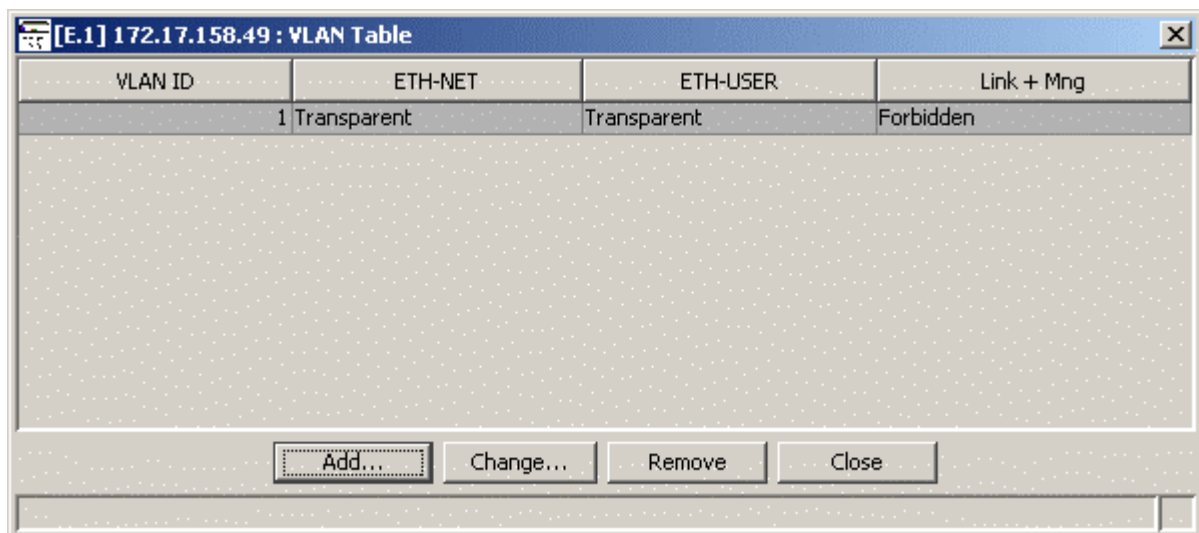 [E.1] 172.17.158.49 : VLAN Table
VLAN ID ETH-NET ETH-USER Link + Mng
1 Transparent Transparent Forbidden
Add... Change... Remove Close